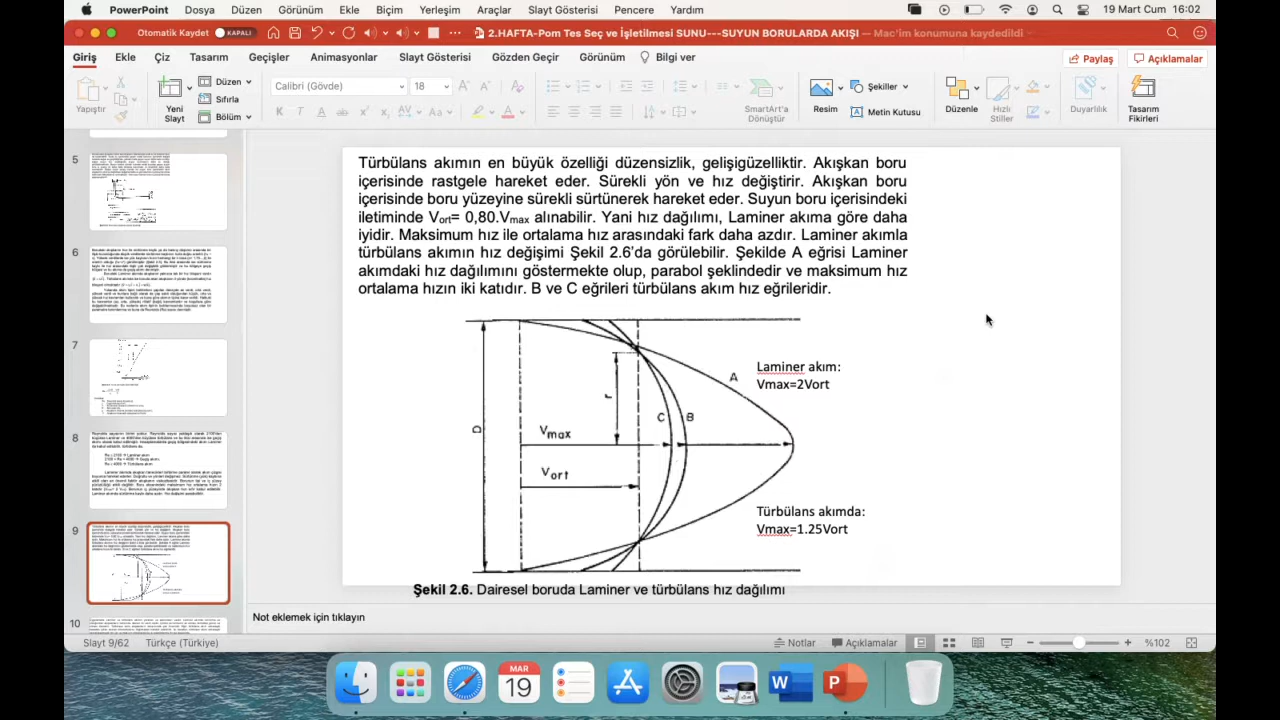 PowerPoint Dosya Düzen Görünüm Ekle Biçim Yerleşim Araçlar Slayt Gösterisi Pencere Yardım 19 Mart Cum 16:02
Otomatik Kaydet KAPALI 2.HAFTA-Pom Tes Seç ve İşletilmesi SUNU---SUYUN BORULARDA AKIŞI — Mac'im konumuna kaydedildi
Giriş Ekle Çiz Tasarım Geçişler Animasyonlar Slayt Gösterisi Gözden Geçir Görünüm Bilgi ver Paylaş Açıklamalar
Yapıştır Yeni Slayt Düzen Sıfırla Bölüm Calibri (Gövde) 18 SmartArt'a Dönüştür Resim Şekiller Metin Kutusu Düzenle Hızlı Stiller Duyarlılık Tasarım Fikirleri
5
6
7
8
9
10
Türbülans akımın en büyük özelliği düzensizlik, gelişigüzelliktir. Akışkan boru
içerisinde rastgele hareket eder. Sürekli yön ve hız değiştirir. Akışkan boru
içersinde boru yüzeyine sürekli sürtünerek hareket eder. Suyun boru içerisindeki
iletiminde Vort= 0,80.Vmax alınabilir. Yani hız dağılımı, Laminer akıma göre daha
iyidir. Maksimum hız ile ortalama hız arasındaki fark daha azdır. Laminer akımla
türbülans akımın hız değişimi Şekil 2.6'da görülebilir. Şekilde A eğrisi Laminer
akımdaki hız dağılımını göstermekte olup, parabol şeklindedir ve maksimum hız
ortalama hızın iki katıdır. B ve C eğrileri türbülans akım hız eğrileridir.
Laminer akım:
Vmax=2Vort
A
r
C B
D
Vmax
Vort
Türbülans akımda:
Vmax=1.25Vort
Şekil 2.6. Dairesel boruda Laminer ve türbülans hız dağılımı
Not eklemek için tıklayın
Slayt 9/62 Türkçe (Türkiye) Notlar Açıklamalar %102
MAR
19
W
P